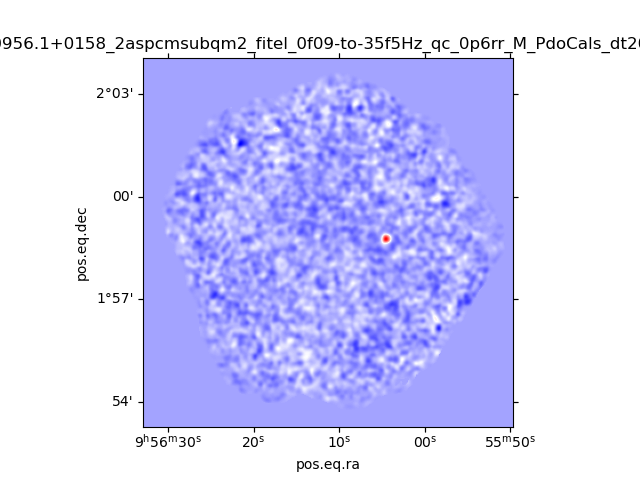 0956.1+0158_2aspcmsubqm2_fitel_0f09-to-35f5Hz_qc_0p6rr_M_PdoCals_dt20
2°03'
00'
1°57'
54'
pos.eq.dec
9ʰ56ᵐ30ˢ 20ˢ 10ˢ 00ˢ 55ᵐ50ˢ
pos.eq.ra